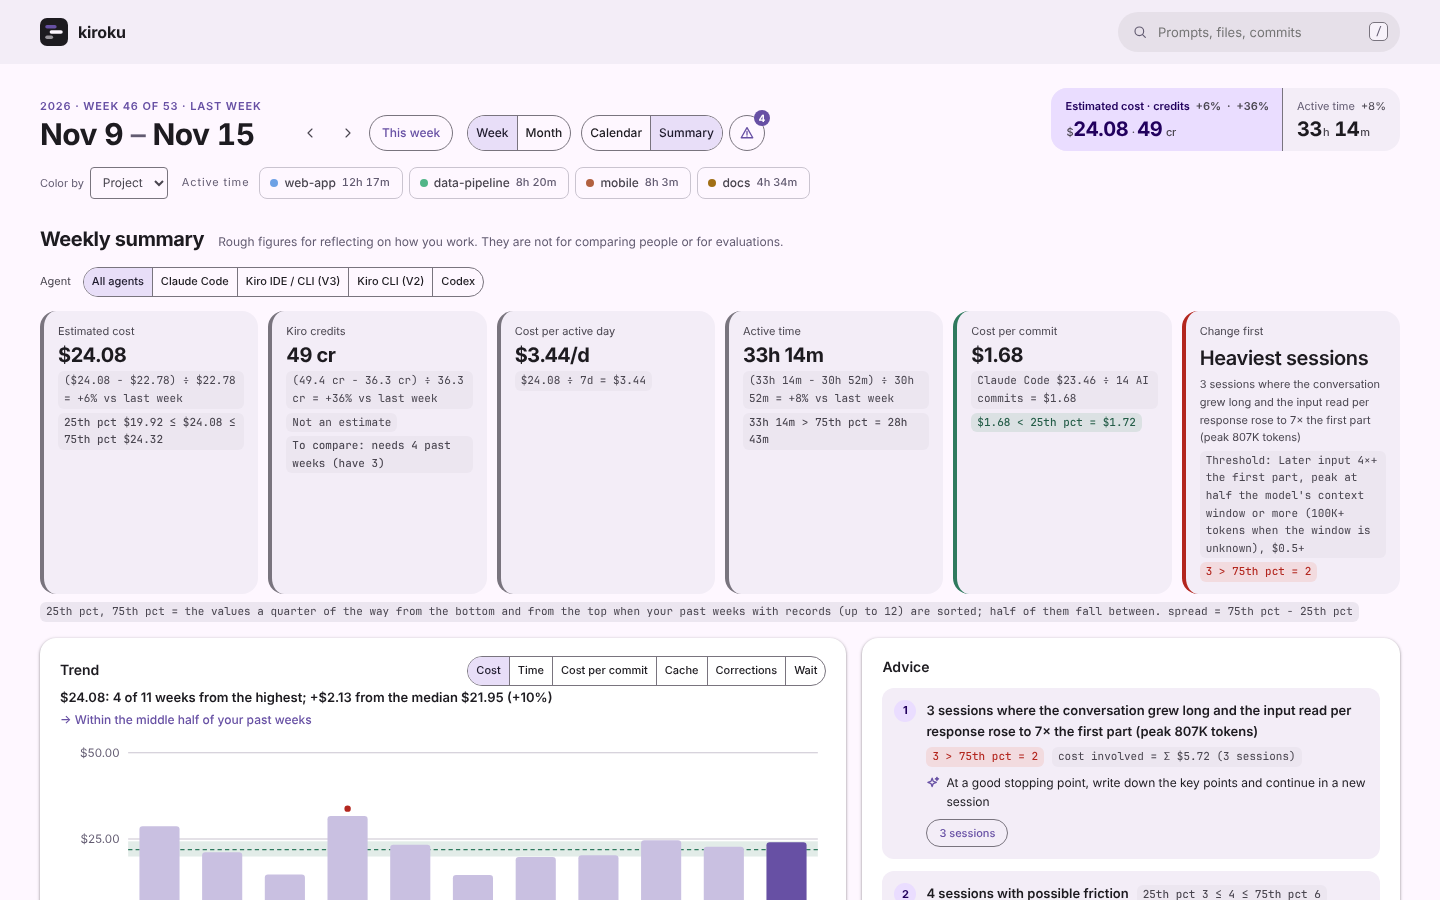 kiroku
Prompts, files, commits
/
2026 · WEEK 46 OF 53 · LAST WEEK
Nov 9 – Nov 15
This week
Week
Month
Calendar
Summary
4
Estimated cost · credits +6% · +36%
$24.08 · 49 cr
Active time +8%
33h 14m
Color by
Project
Active time
web-app 12h 17m
data-pipeline 8h 20m
mobile 8h 3m
docs 4h 34m
Weekly summary
Rough figures for reflecting on how you work. They are not for comparing people or for evaluations.
Agent
All agents
Claude Code
Kiro IDE / CLI (V3)
Kiro CLI (V2)
Codex
Estimated cost
$24.08
($24.08 - $22.78) ÷ $22.78
= +6% vs last week
25th pct $19.92 ≤ $24.08 ≤
75th pct $24.32
Kiro credits
49 cr
(49.4 cr - 36.3 cr) ÷ 36.3
cr = +36% vs last week
Not an estimate
To compare: needs 4 past
weeks (have 3)
Cost per active day
$3.44/d
$24.08 ÷ 7d = $3.44
Active time
33h 14m
(33h 14m - 30h 52m) ÷ 30h
52m = +8% vs last week
33h 14m > 75th pct = 28h
43m
Cost per commit
$1.68
Claude Code $23.46 ÷ 14 AI
commits = $1.68
$1.68 < 25th pct = $1.72
Change first
Heaviest sessions
3 sessions where the conversation
grew long and the input read per
response rose to 7× the first part
(peak 807K tokens)
Threshold: Later input 4×+
the first part, peak at
half the model's context
window or more (100K+
tokens when the window is
unknown), $0.5+
3 > 75th pct = 2
25th pct, 75th pct = the values a quarter of the way from the bottom and from the top when your past weeks with records (up to 12) are sorted; half of them fall between. spread = 75th pct - 25th pct
Trend
Cost
Time
Cost per commit
Cache
Corrections
Wait
$24.08: 4 of 11 weeks from the highest; +$2.13 from the median $21.95 (+10%)
→ Within the middle half of your past weeks
$50.00
$25.00
Advice
1
3 sessions where the conversation grew long and the input read per
response rose to 7× the first part (peak 807K tokens)
3 > 75th pct = 2
cost involved = Σ $5.72 (3 sessions)
At a good stopping point, write down the key points and continue in a new
session
3 sessions
2
4 sessions with possible friction
25th pct 3 ≤ 4 ≤ 75th pct 6